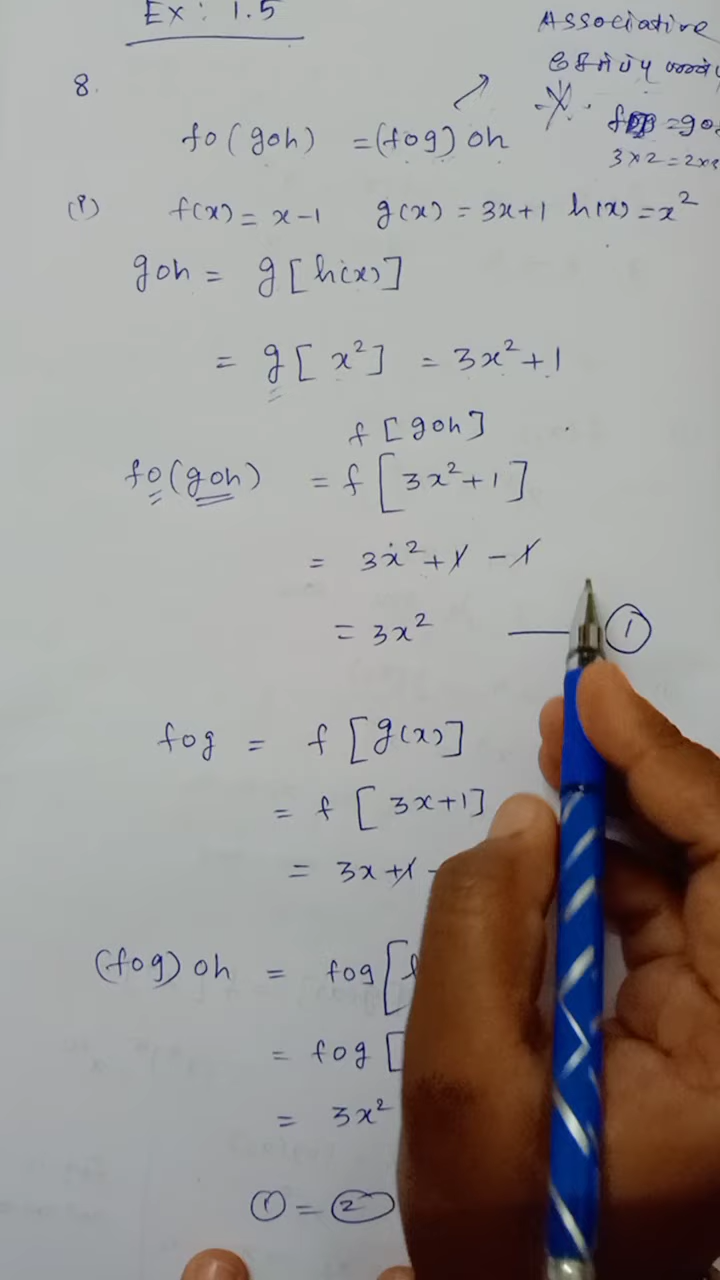 Ex : 1.5
Associative
8.
fo(goh) = (fog) oh
3x2 = 2x3
(i) f(x) = x-1 g(x) = 3x+1 h(x) = x²
goh = g[h(x)]
= g[x²] = 3x²+1
f[goh]
fo(goh) = f[3x²+1]
= 3x²+1 - 1
= 3x² — ①
fog = f[g(x)]
= f[3x+1]
= 3x+1 -
(fog) oh = fog[
= fog[
= 3x²
① = ②